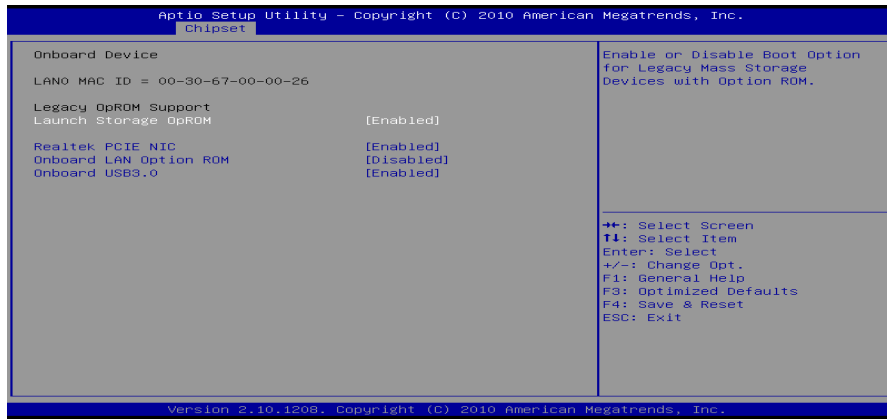 Aptio Setup Utility – Copyright (C) 2010 American Megatrends, Inc.
Chipset
Onboard Device
LAN0 MAC ID = 00-30-67-00-00-26
Legacy OpROM Support
Launch Storage OpROM [Enabled]
Realtek PCIE NIC [Enabled]
Onboard LAN Option ROM [Disabled]
Onboard USB3.0 [Enabled]
Enable or Disable Boot Option
for Legacy Mass Storage
Devices with Option ROM.
→←: Select Screen
↑↓: Select Item
Enter: Select
+/-: Change Opt.
F1: General Help
F3: Optimized Defaults
F4: Save & Reset
ESC: Exit
Version 2.10.1208. Copyright (C) 2010 American Megatrends, Inc.